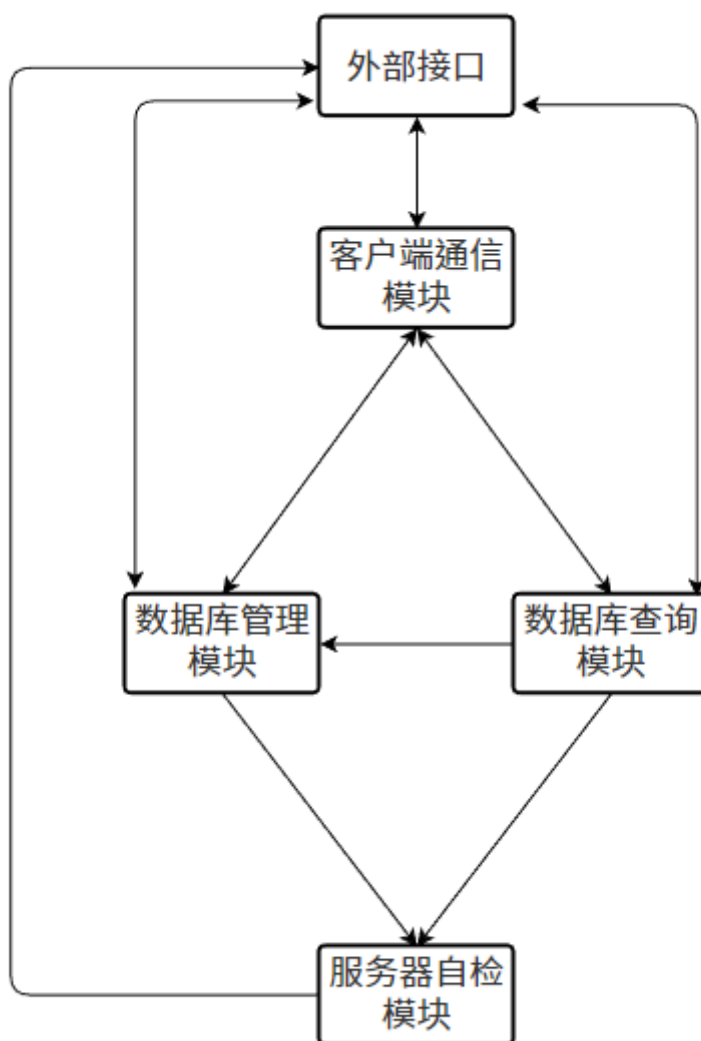 外部接口
客户端通信
模块
数据库管理
模块
数据库查询
模块
服务器自检
模块